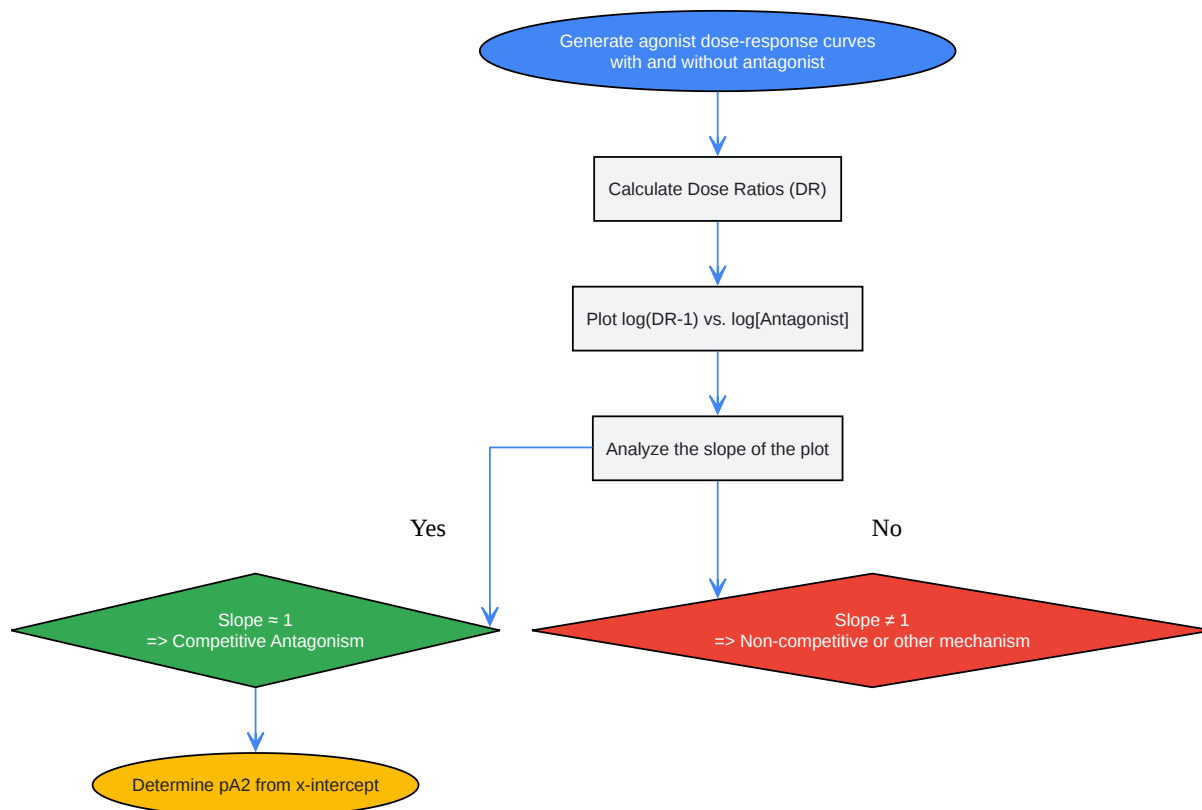 Generate agonist dose-response curves
with and without antagonist
Calculate Dose Ratios (DR)
Plot log(DR-1) vs. log[Antagonist]
Analyze the slope of the plot
Yes
No
Slope ≈ 1
=> Competitive Antagonism
Slope ≠ 1
=> Non-competitive or other mechanism
Determine pA2 from x-intercept